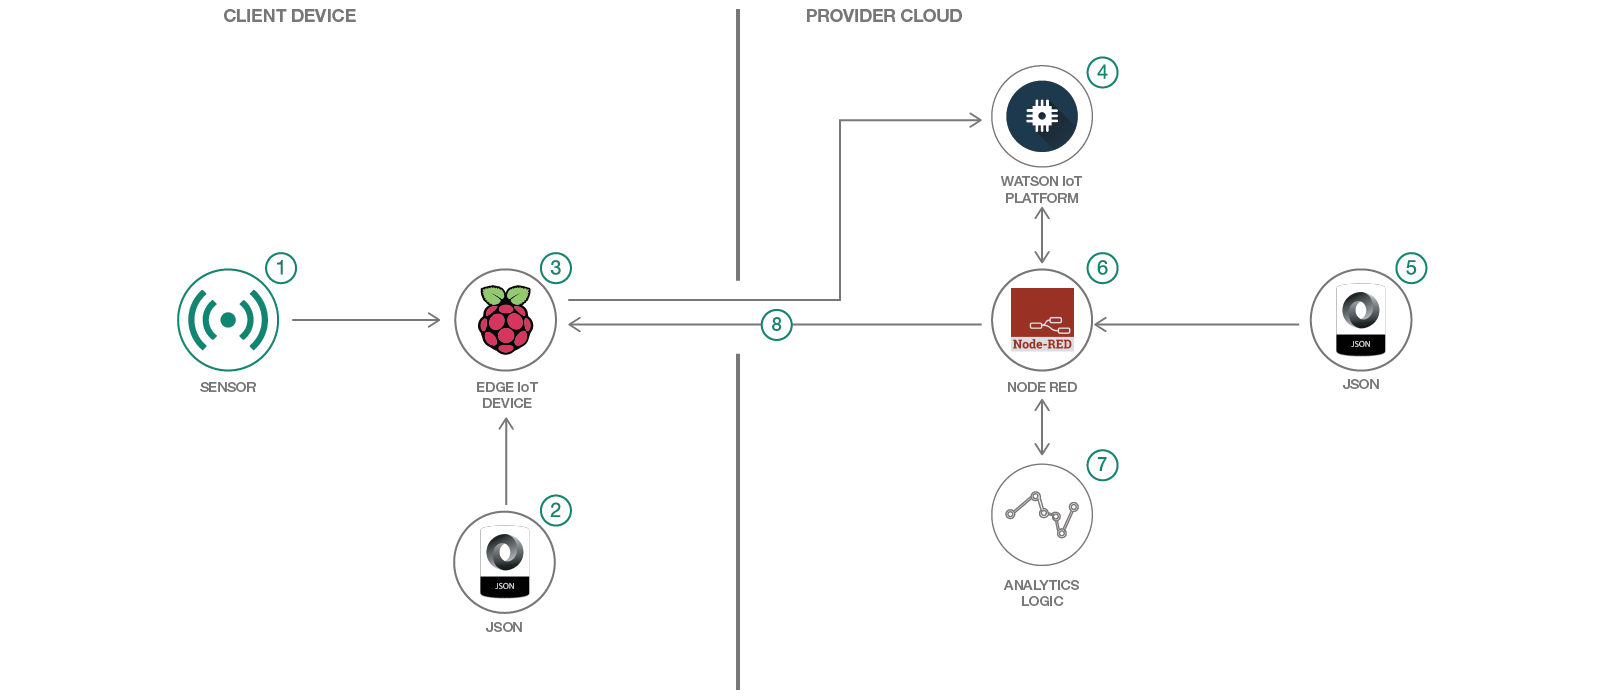 CLIENT DEVICE
PROVIDER CLOUD
4
WATSON IoT
PLATFORM
1
SENSOR
3
EDGE IoT
DEVICE
8
6
Node-RED
NODE RED
5
JSON
JSON
7
ANALYTICS
LOGIC
2
JSON
JSON